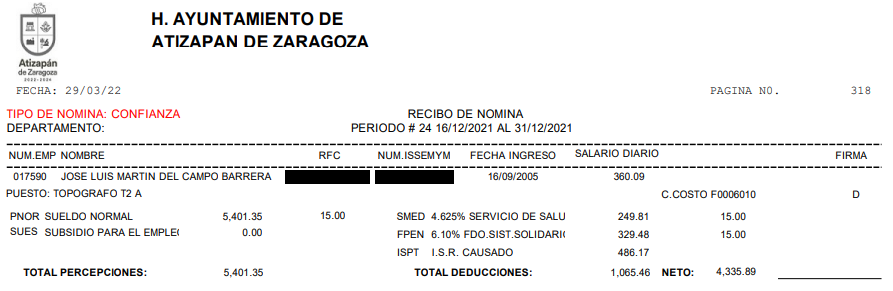 H. AYUNTAMIENTO DE
ATIZAPAN DE ZARAGOZA
Atizapán
de Zaragoza
2022-2024
FECHA: 29/03/22 PAGINA NO. 318
TIPO DE NOMINA: CONFIANZA RECIBO DE NOMINA
DEPARTAMENTO: PERIODO # 24 16/12/2021 AL 31/12/2021
NUM.EMP NOMBRE RFC NUM.ISSEMYM FECHA INGRESO SALARIO DIARIO FIRMA
017590 JOSE LUIS MARTIN DEL CAMPO BARRERA 16/09/2005 360.09
PUESTO: TOPOGRAFO T2 A C.COSTO F0006010 D
PNOR SUELDO NORMAL 5,401.35 15.00 SMED 4.625% SERVICIO DE SALU 249.81 15.00
SUES SUBSIDIO PARA EL EMPLE 0.00 FPEN 6.10% FDO.SIST.SOLIDARI 329.48 15.00
ISPT I.S.R. CAUSADO 486.17
TOTAL PERCEPCIONES: 5,401.35 TOTAL DEDUCCIONES: 1,065.46 NETO: 4,335.89